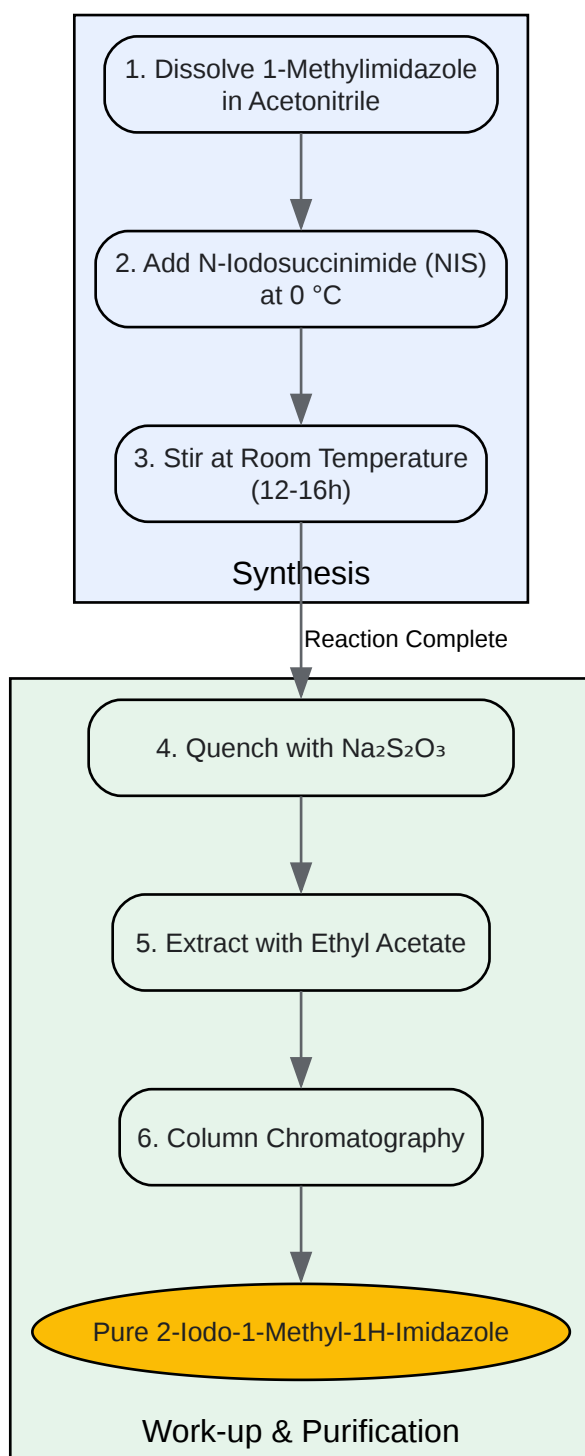 1. Dissolve 1-Methylimidazole
in Acetonitrile
2. Add N-Iodosuccinimide (NIS)
at 0 °C
3. Stir at Room Temperature
(12-16h)
Synthesis
Reaction Complete
4. Quench with Na₂S₂O₃
5. Extract with Ethyl Acetate
6. Column Chromatography
Pure 2-Iodo-1-Methyl-1H-Imidazole
Work-up & Purification